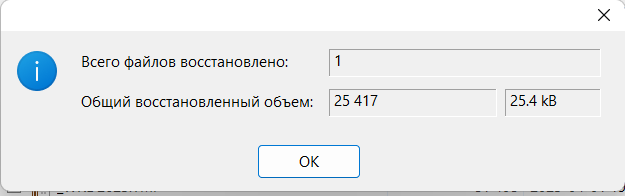 Всего файлов восстановлено: 1
Общий восстановленный объем: 25 417 25.4 kB
OK